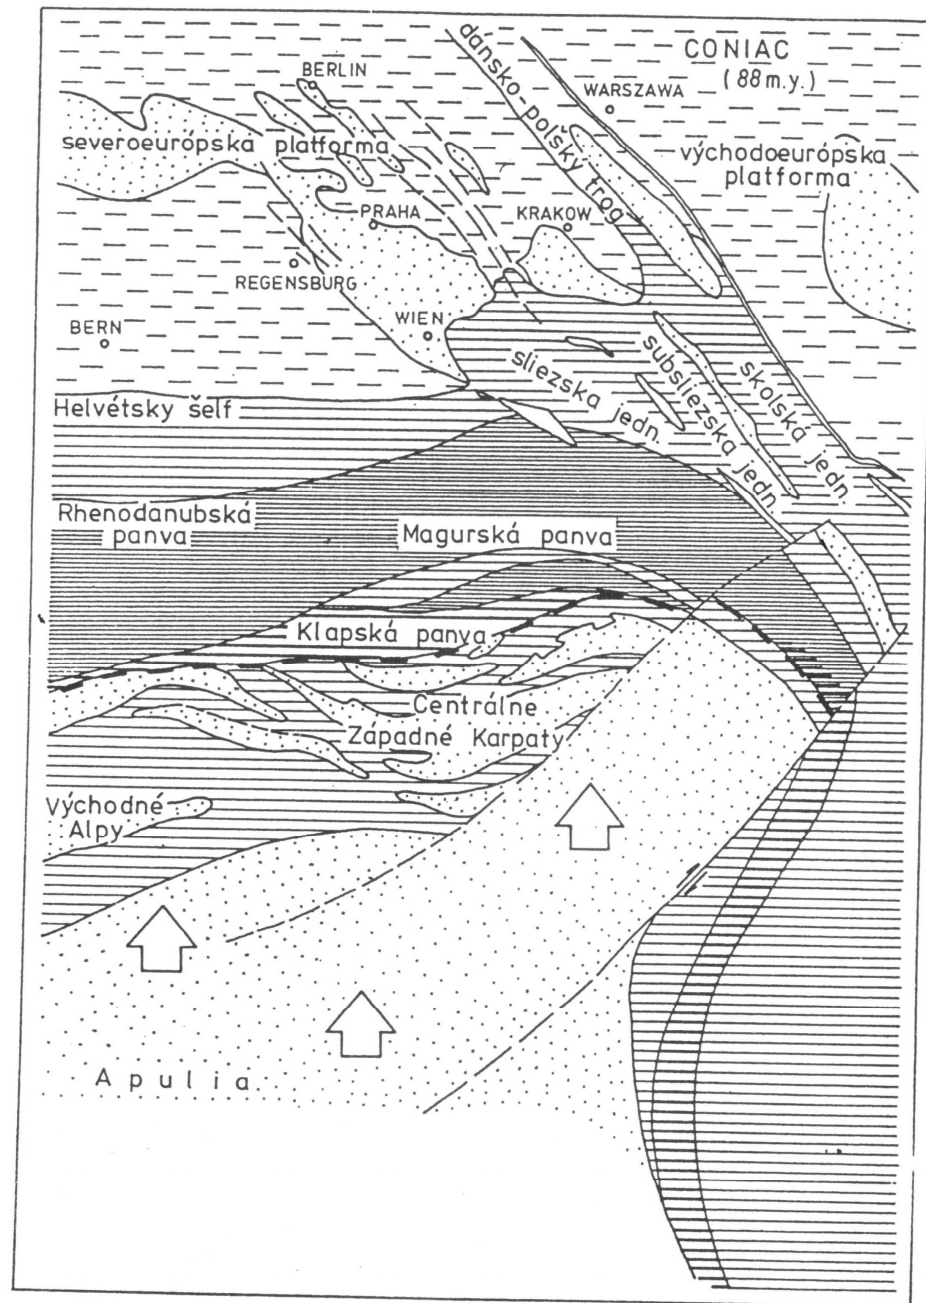 CONIAC
(88 m.y.)
dánsko-poľský trog
BERLIN
WARSZAWA
severoeurópska platforma
východoeurópska
platforma
PRAHA
KRAKOW
REGENSBURG
BERN
WIEN
sliezska jedn.
subsliezska jedn.
skolská jedn.
Helvétsky šelf
Rhenodanubská
panva
Magurská panva
Klapská panva
Centrálne
Západné Karpaty
Východné
Alpy
Apulia